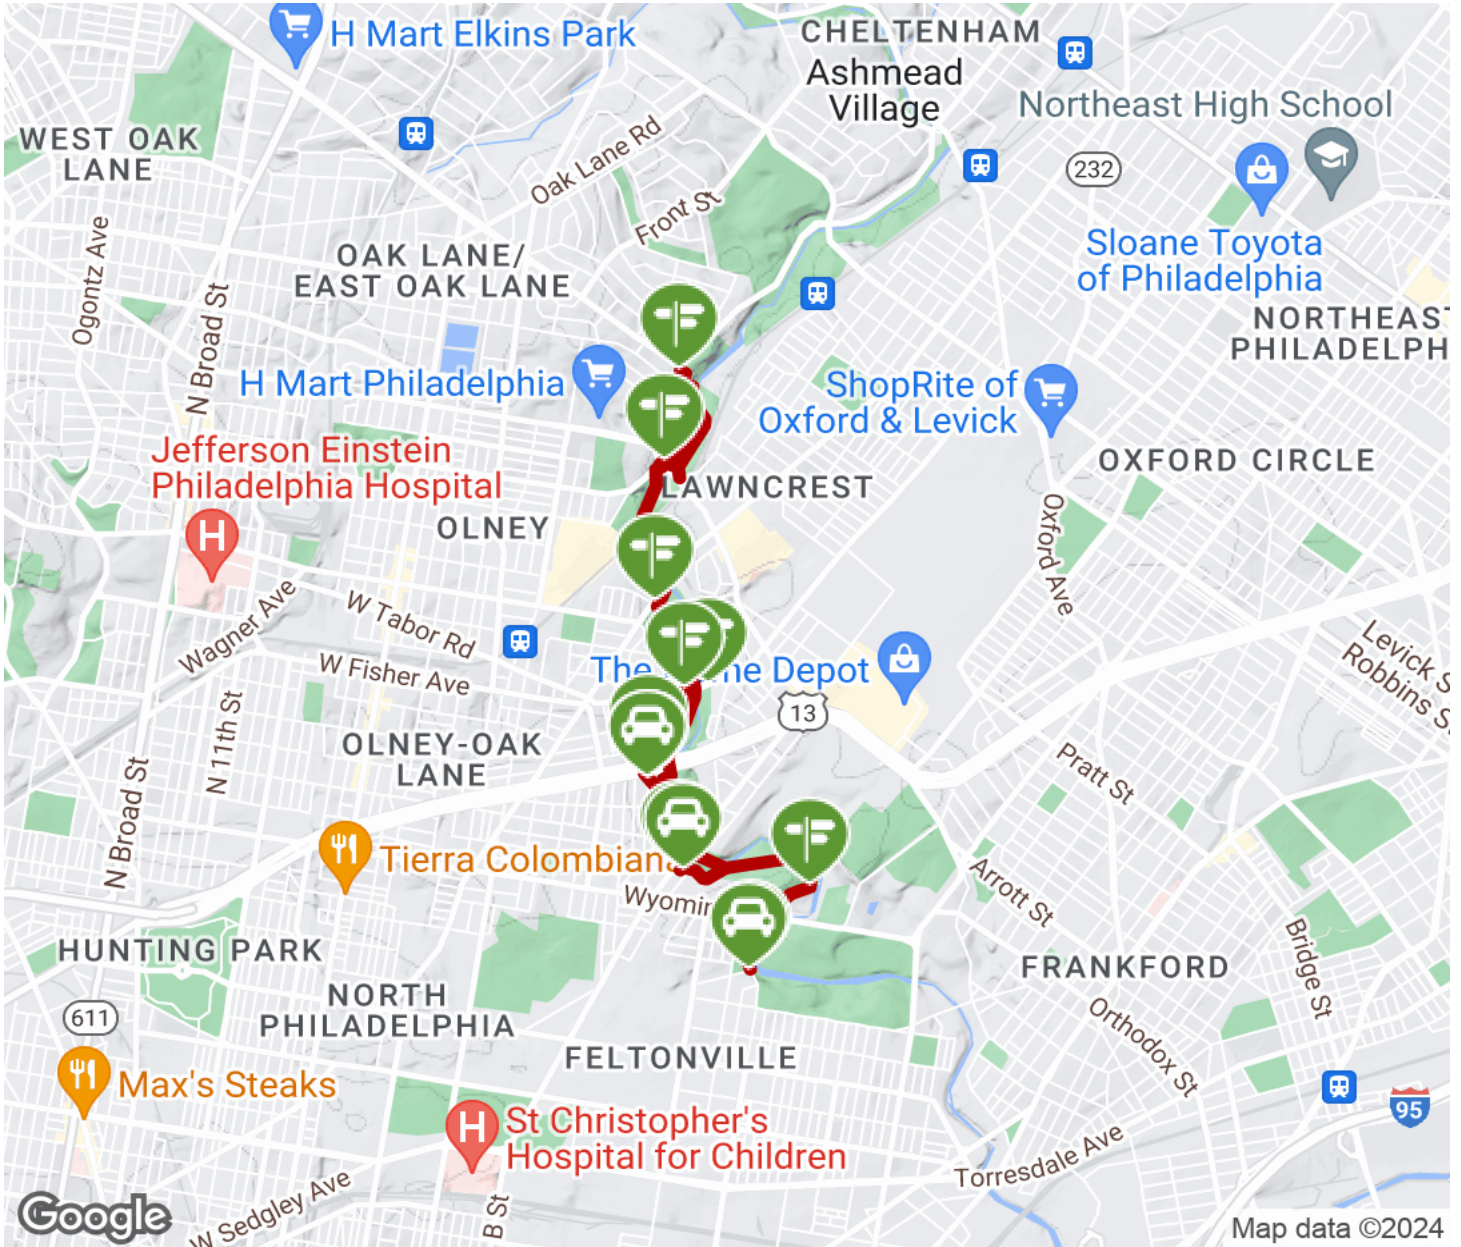 H Mart Elkins Park
CHELTENHAM
Ashmead
Village
Northeast High School
WEST OAK
LANE
Oak Lane Rd
232
Front St
Ogontz Ave
OAK LANE/
EAST OAK LANE
Sloane Toyota
of Philadelphia
N Broad St
NORTHEAST
PHILADELPH
H Mart Philadelphia
ShopRite of
Oxford & Levick
Jefferson Einstein
Philadelphia Hospital
H
OXFORD CIRCLE
LAWNCREST
OLNEY
Oxford Ave
Wagner Ave
W Tabor Rd
W Fisher Ave
Levick S
Robbins S
The
me Depot
13
N 11th St
OLNEY-OAK
LANE
Pratt St
N Broad St
Tierra Colombiana
Wyomin
Arrott St
HUNTING PARK
Bridge St
FRANKFORD
NORTH
PHILADELPHIA
611
Orthodox St
FELTONVILLE
Max's Steaks
95
H
St Christopher's
Hospital for Children
Torresdale Ave
W Sedgley Ave
B St
Google
Map data ©2024